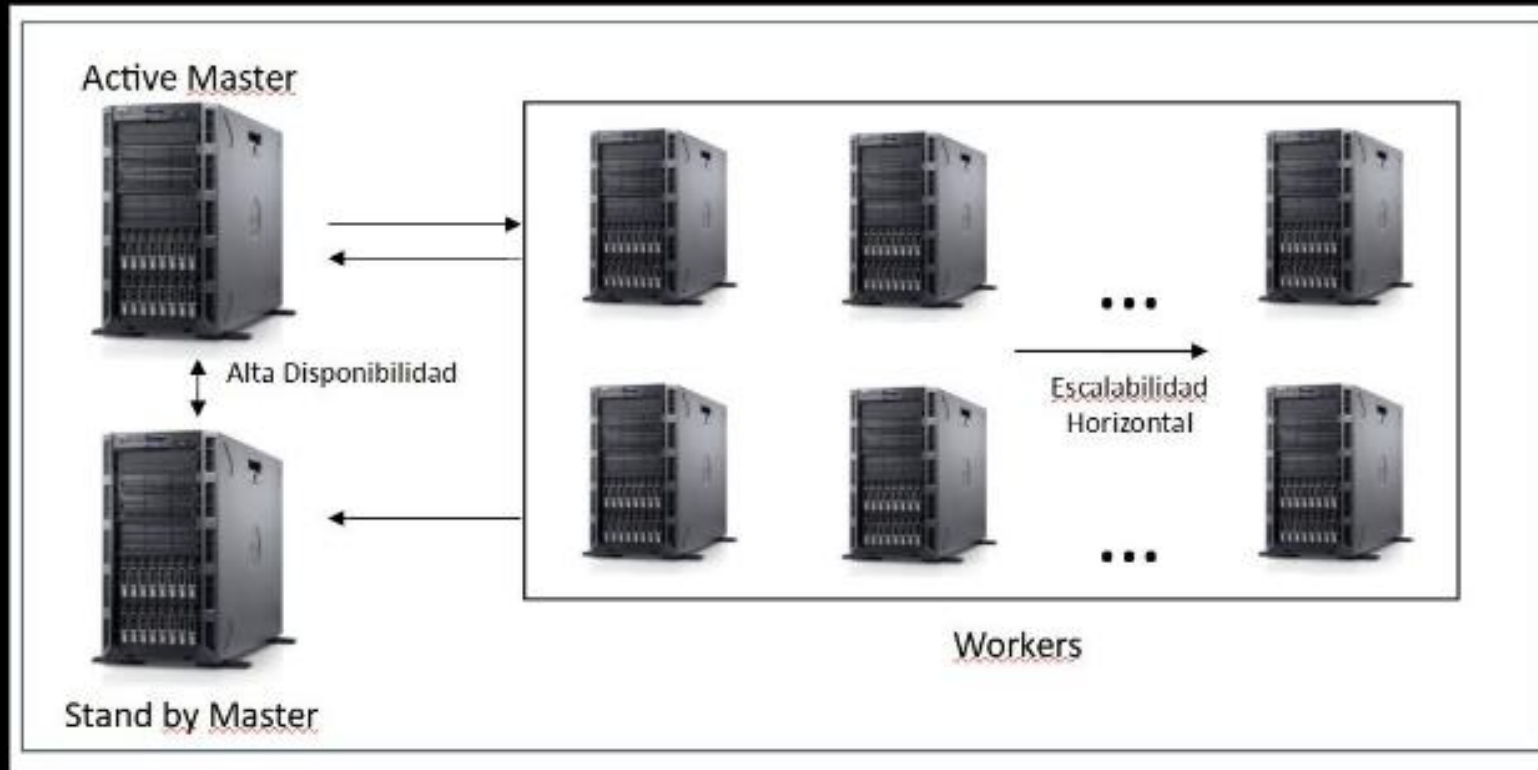 Active Master
Alta Disponibilidad
Escalabilidad
Horizontal
Workers
Stand by Master